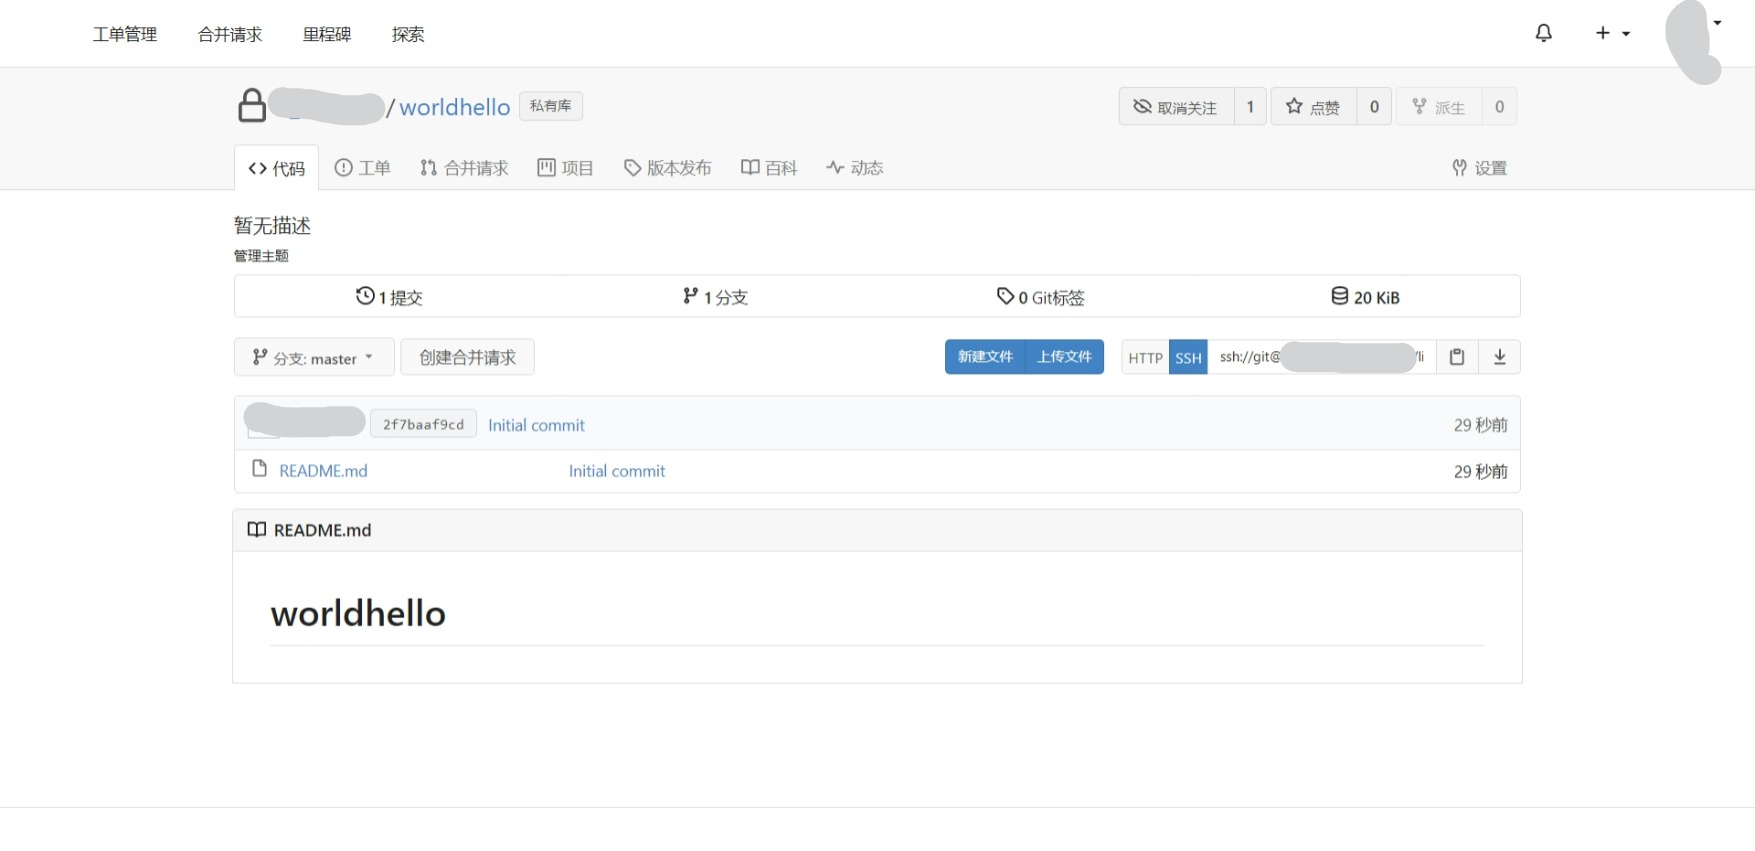 工单管理 合并请求 里程碑 探索
/ worldhello 私有库 取消关注 1 点赞 0 派生 0
代码 工单 合并请求 项目 版本发布 百科 动态 设置
暂无描述
管理主题
1 提交 1 分支 0 Git标签 20 KiB
分支: master 创建合并请求 新建文件 上传文件 HTTP SSH ssh://git@ /li
2f7baaf9cd Initial commit 29 秒前
README.md Initial commit 29 秒前
README.md
worldhello